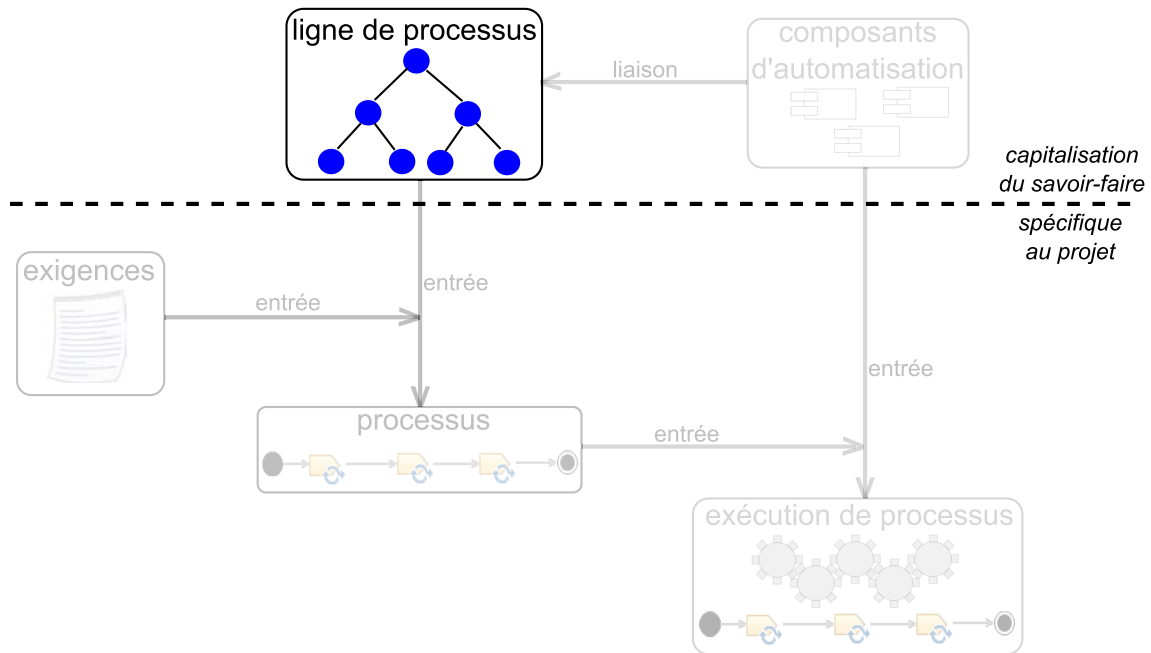 ligne de processus
composants
d'automatisation
liaison
capitalisation
du savoir-faire
spécifique
au projet
exigences
entrée
entrée
entrée
processus
entrée
exécution de processus